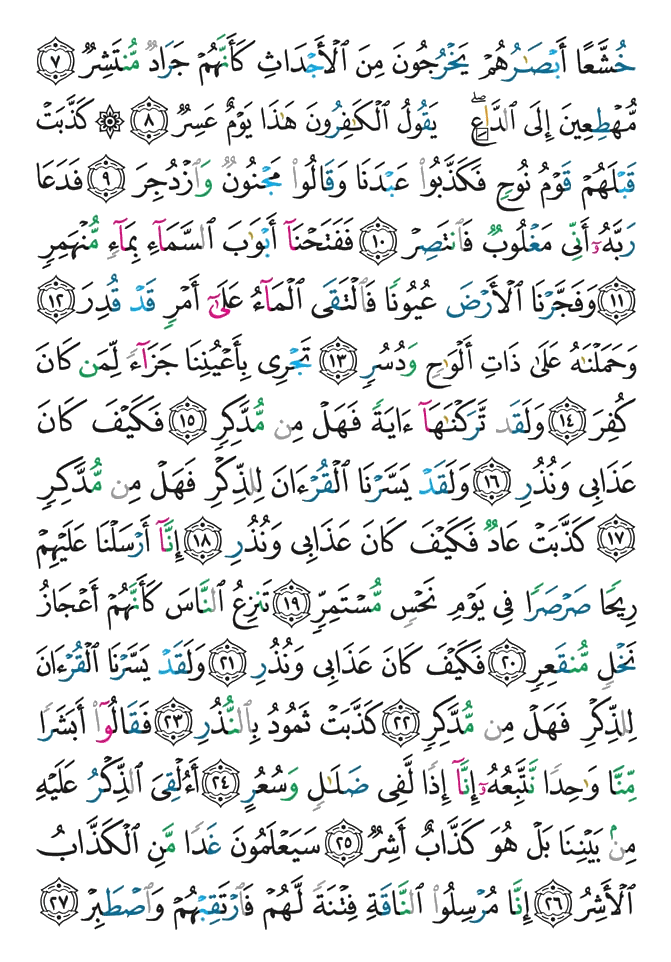 خُشَّعًا أَبْصَـٰرُهُمْ يَخْرُجُونَ مِنَ ٱلْأَجْدَاثِ كَأَنَّهُمْ جَرَادٌ مُّنتَشِرٌ ٧
مُّهْطِعِينَ إِلَى ٱلدَّاعِ ۖ يَقُولُ ٱلْكَـٰفِرُونَ هَـٰذَا يَوْمٌ عَسِرٌ ٨ ۞ كَذَّبَتْ
قَبْلَهُمْ قَوْمُ نُوحٍ فَكَذَّبُوا۟ عَبْدَنَا وَقَالُوا۟ مَجْنُونٌ وَٱزْدُجِرَ ٩ فَدَعَا
رَبَّهُۥٓ أَنِّى مَغْلُوبٌ فَٱنتَصِرْ ١٠ فَفَتَحْنَآ أَبْوَٰبَ ٱلسَّمَآءِ بِمَآءٍ مُّنْهَمِرٍ
١١ وَفَجَّرْنَا ٱلْأَرْضَ عُيُونًا فَٱلْتَقَى ٱلْمَآءُ عَلَىٰٓ أَمْرٍ قَدْ قُدِرَ ١٢
وَحَمَلْنَـٰهُ عَلَىٰ ذَاتِ أَلْوَٰحٍ وَدُسُرٍ ١٣ تَجْرِى بِأَعْيُنِنَا جَزَآءً لِّمَن كَانَ
كُفِرَ ١٤ وَلَقَد تَّرَكْنَـٰهَآ ءَايَةً فَهَلْ مِن مُّدَّكِرٍ ١٥ فَكَيْفَ كَانَ
عَذَابِى وَنُذُرِ ١٦ وَلَقَدْ يَسَّرْنَا ٱلْقُرْءَانَ لِلذِّكْرِ فَهَلْ مِن مُّدَّكِرٍ
١٧ كَذَّبَتْ عَادٌ فَكَيْفَ كَانَ عَذَابِى وَنُذُرِ ١٨ إِنَّآ أَرْسَلْنَا عَلَيْهِمْ
رِيحًا صَرْصَرًا فِى يَوْمِ نَحْسٍ مُّسْتَمِرٍّ ١٩ تَنزِعُ ٱلنَّاسَ كَأَنَّهُمْ أَعْجَازُ
نَخْلٍ مُّنقَعِرٍ ٢٠ فَكَيْفَ كَانَ عَذَابِى وَنُذُرِ ٢١ وَلَقَدْ يَسَّرْنَا ٱلْقُرْءَانَ
لِلذِّكْرِ فَهَلْ مِن مُّدَّكِرٍ ٢٢ كَذَّبَتْ ثَمُودُ بِٱلنُّذُرِ ٢٣ فَقَالُوٓا۟ أَبَشَرًا
مِّنَّا وَٰحِدًا نَّتَّبِعُهُۥٓ إِنَّآ إِذًا لَّفِى ضَلَـٰلٍ وَسُعُرٍ ٢٤ أَءُلْقِىَ ٱلذِّكْرُ عَلَيْهِ
مِنۢ بَيْنِنَا بَلْ هُوَ كَذَّابٌ أَشِرٌ ٢٥ سَيَعْلَمُونَ غَدًا مَّنِ ٱلْكَذَّابُ
ٱلْأَشِرُ ٢٦ إِنَّا مُرْسِلُوا۟ ٱلنَّاقَةِ فِتْنَةً لَّهُمْ فَٱرْتَقِبْهُمْ وَٱصْطَبِرْ ٢٧